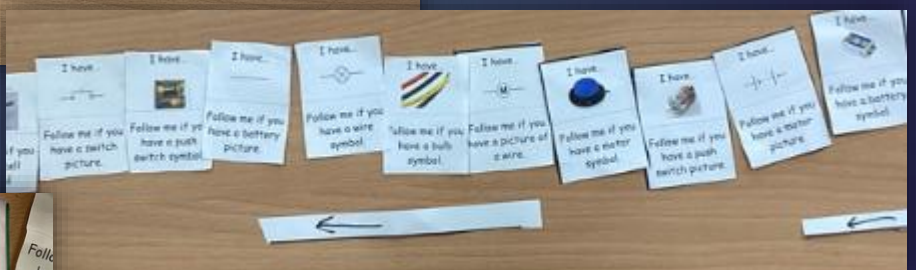 I have...
Follow me if you
have a switch
picture.
I have...
Follow me if yo
have a push
switch symbol
I have...
Follow me if you
have a battery
picture.
I have...
Follow me if you
have a wire
symbol.
I have
Follow me if you
have a bulb
symbol.
I have...
M
Follow me if you
have a picture of
a wire.
I have...
Follow me if you
have a motor
symbol
I have...
Follow me if you
have a push
switch picture.
I have...
Follow me if you
have a motor
picture
I have...
Follow me if you
have a battery
symbol
if you
ell
Follo